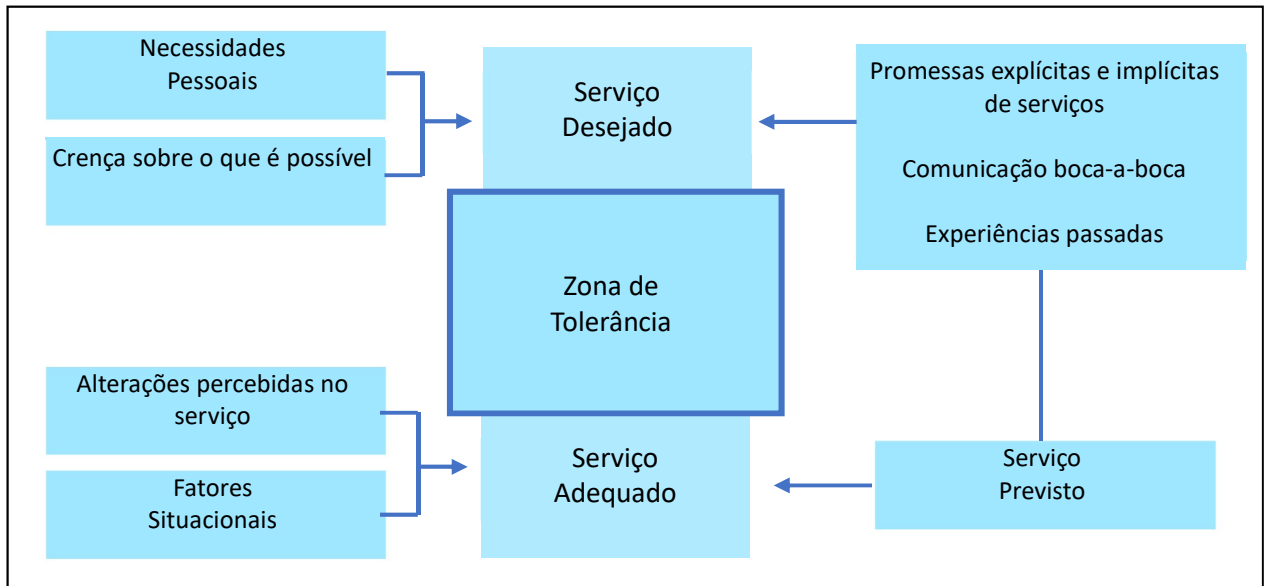 Necessidades
Pessoais
Crença sobre o que é possível
Serviço
Desejado
Promessas explícitas e implícitas
de serviços
Comunicação boca-a-boca
Experiências passadas
Zona de
Tolerância
Alterações percebidas no
serviço
Fatores
Situacionais
Serviço
Adequado
Serviço
Previsto